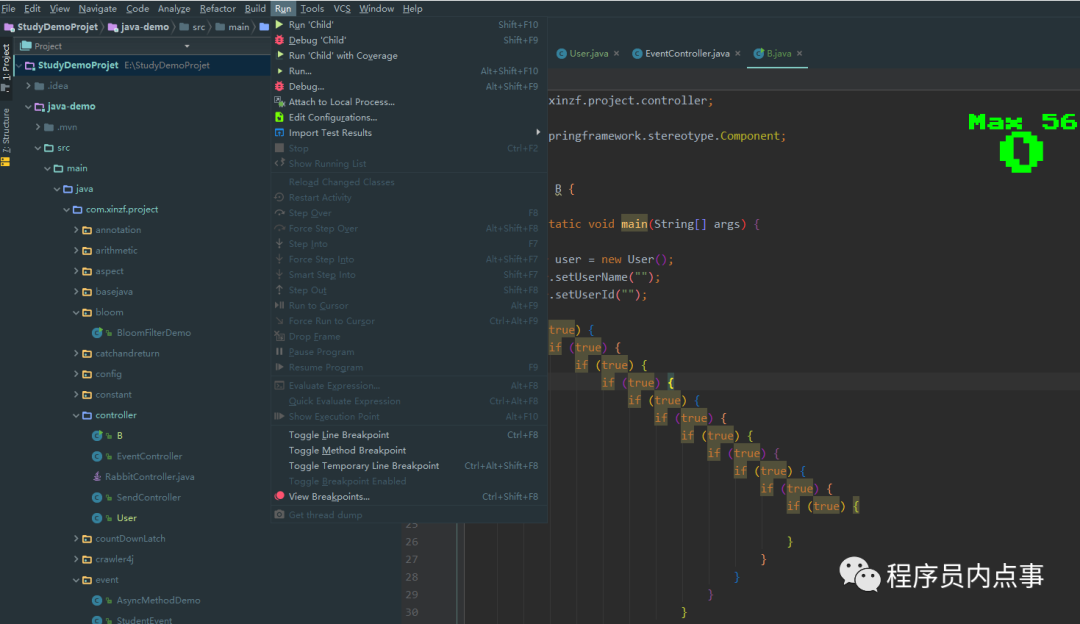 File Edit View Navigate Code Analyze Refactor Build Run Tools VCS Window Help
StudyDemoProjet java-demo src main
Project
StudyDemoProjet E:\StudyDemoProjet
.idea
java-demo
.mvn
src
main
java
com.xinzf.project
annotation
arithmetic
aspect
basejava
bloom
BloomFilterDemo
catchandreturn
config
constant
controller
B
EventController
RabbitController.java
SendController
User
countDownLatch
crawler4j
event
AsyncMethodDemo
StudentEvent
1: Project
7: Structure
Run 'Child' Shift+F10
Debug 'Child' Shift+F9
Run 'Child' with Coverage
Run... Alt+Shift+F10
Debug... Alt+Shift+F9
Attach to Local Process...
Edit Configurations...
Import Test Results
Stop Ctrl+F2
Show Running List
Reload Changed Classes
Restart Activity
Step Over F8
Force Step Over Alt+Shift+F8
Step Into F7
Force Step Into Alt+Shift+F7
Smart Step Into Shift+F7
Step Out Shift+F8
Run to Cursor Alt+F9
Force Run to Cursor Ctrl+Alt+F9
Drop Frame
Pause Program
Resume Program F9
Evaluate Expression... Alt+F8
Quick Evaluate Expression Ctrl+Alt+F8
Show Execution Point Alt+F10
Toggle Line Breakpoint Ctrl+F8
Toggle Method Breakpoint
Toggle Temporary Line Breakpoint Ctrl+Alt+Shift+F8
Toggle Breakpoint Enabled
View Breakpoints... Ctrl+Shift+F8
Get thread dump
User.java EventController.java B.java
xinzf.project.controller;
pringframework.stereotype.Component;
B {
tatic void main(String[] args) {
user = new User();
.setUserName("");
.setUserId("");
true) {
if (true) {
if (true) {
if (true) {
if (true) {
if (true) {
if (true) {
if (true) {
if (true) {
if (true) {
if (true) {
25
26 }
27 }
28 }
29 }
30 }
Max 56
0
程序员内点事